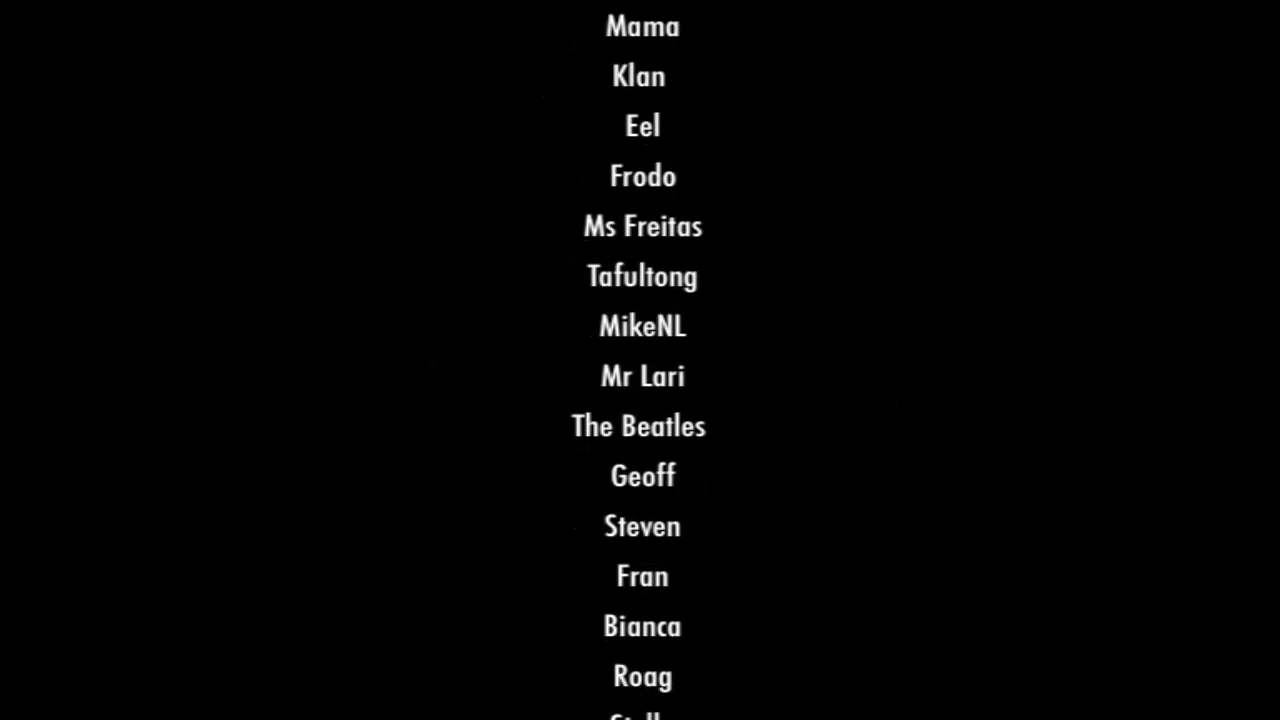 Mama
Klan
Eel
Frodo
Ms Freitas
Tafultong
MikeNL
Mr Lari
The Beatles
Geoff
Steven
Fran
Bianca
Roag